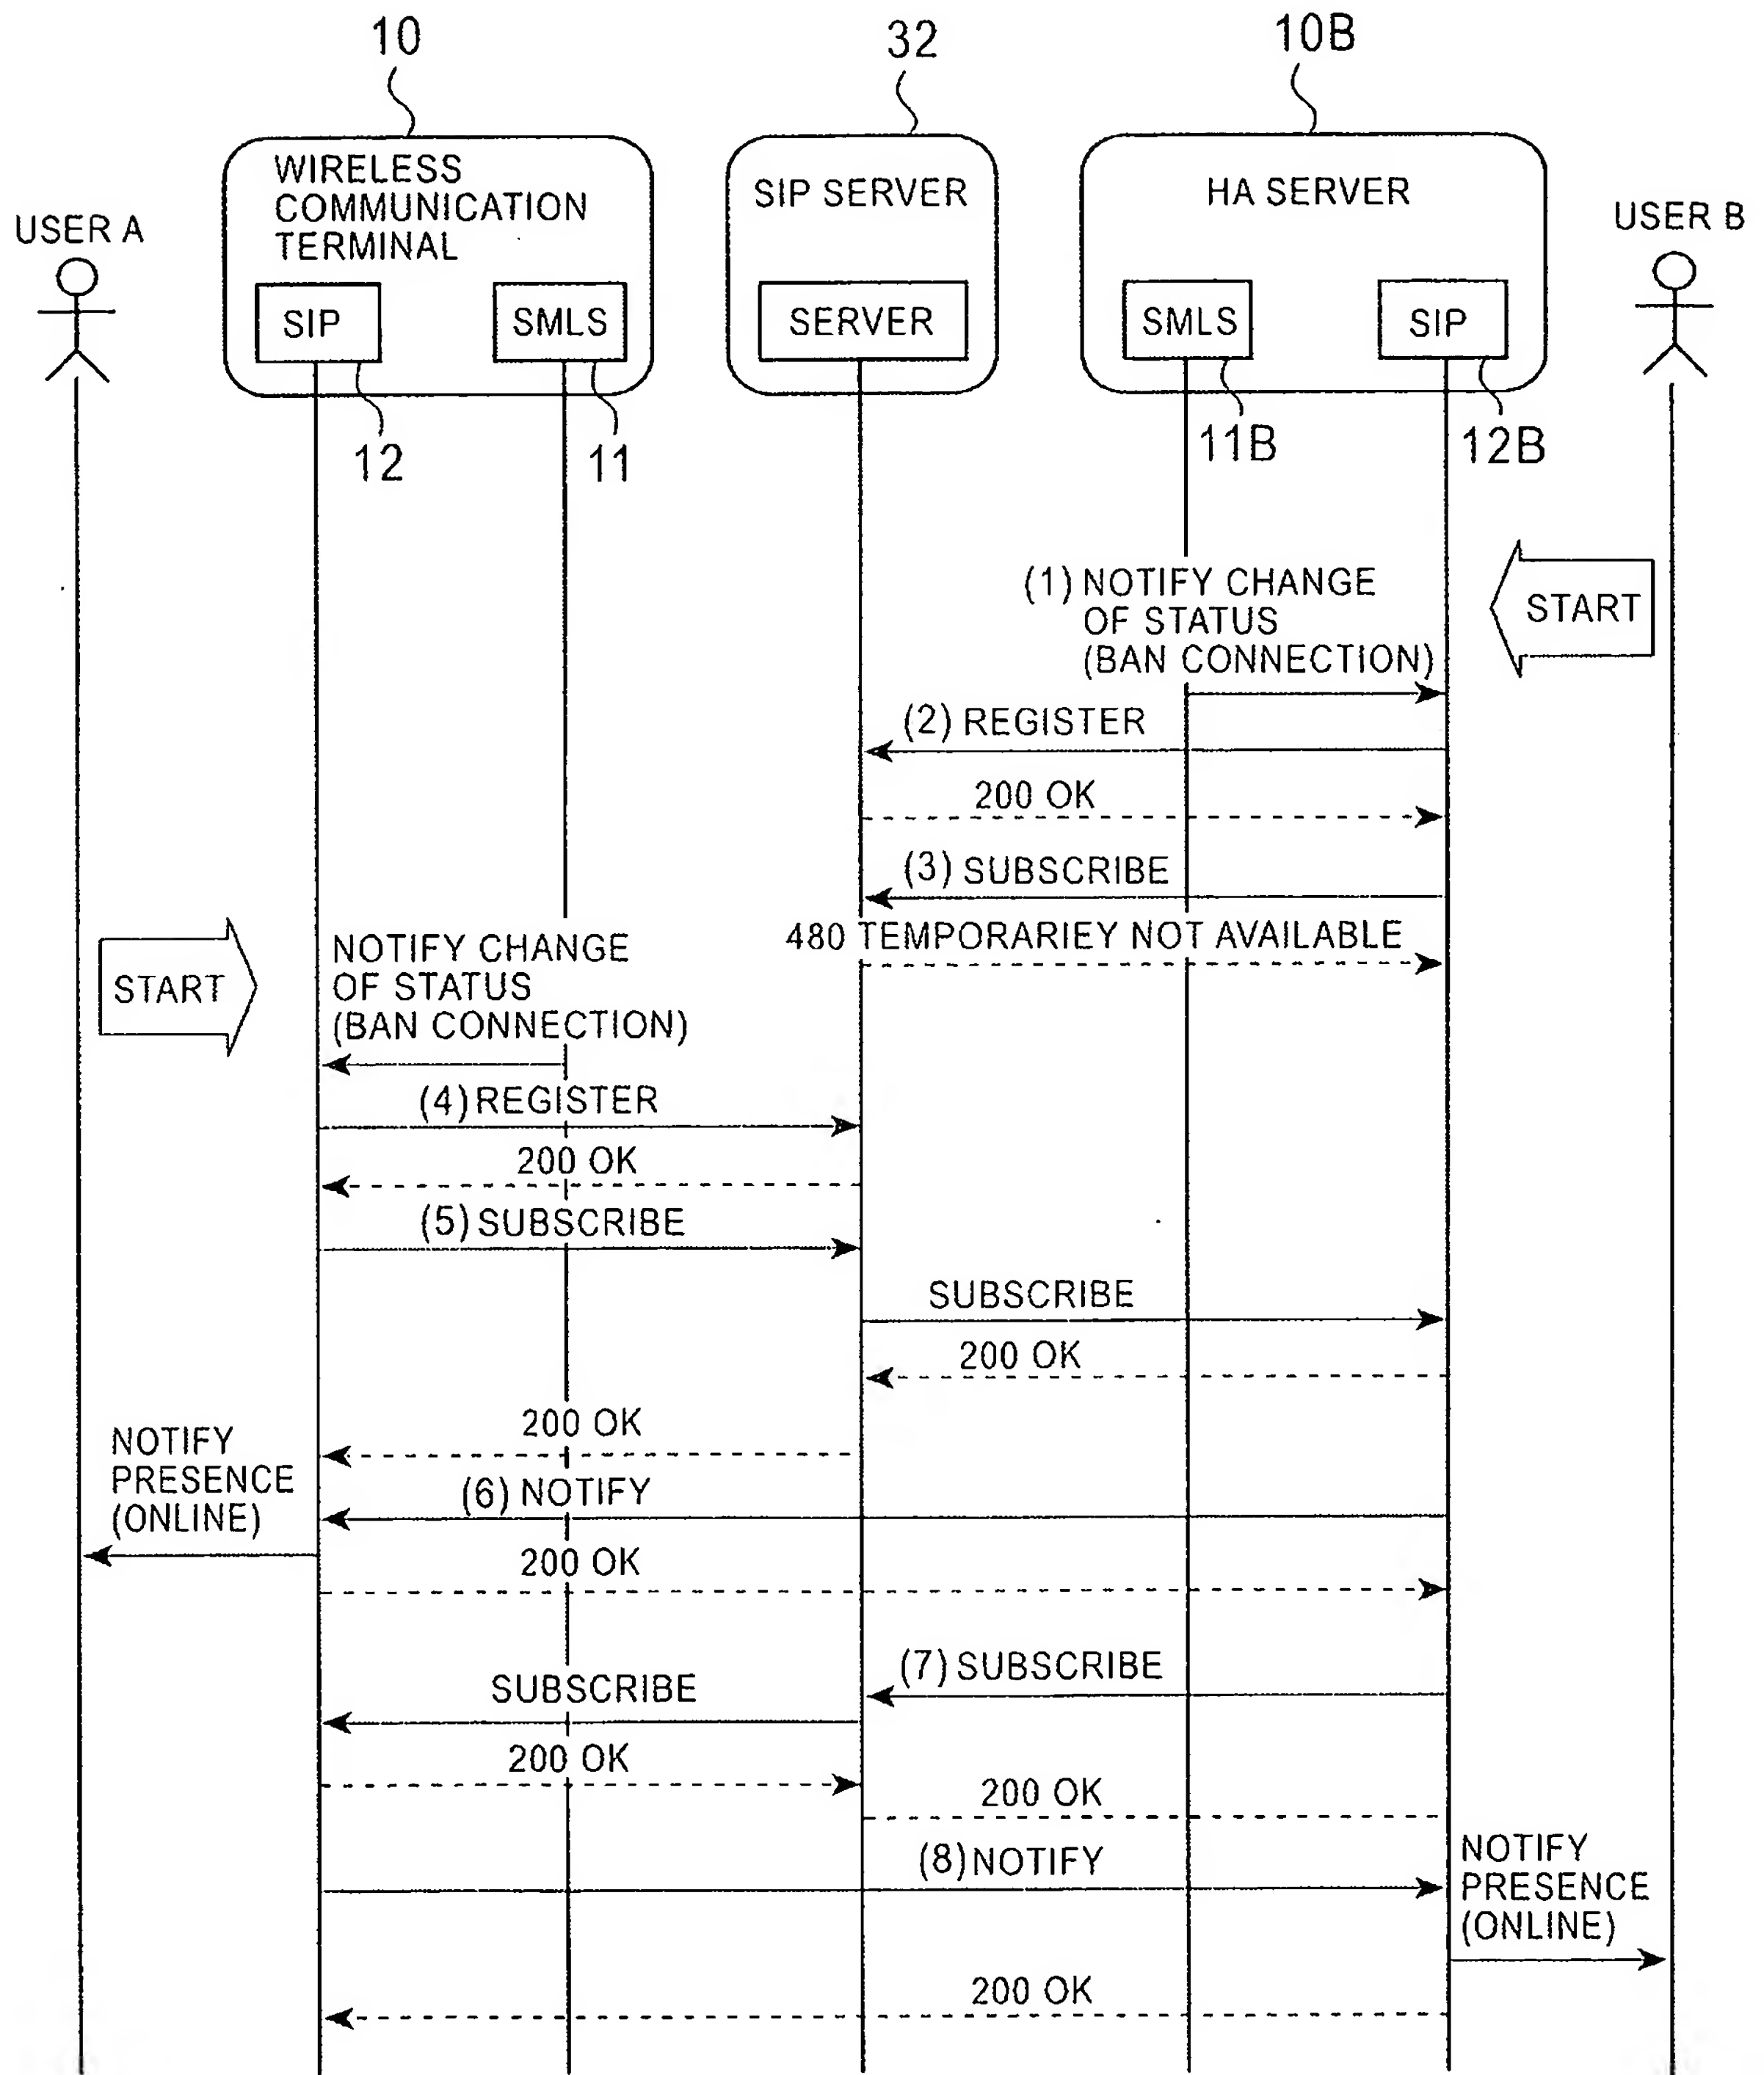 10
32
10B
WIRELESS
COMMUNICATION
TERMINAL
SIP SERVER
HA SERVER
USER A
USER B
SIP
SMLS
SERVER
SMLS
SIP
12
11
11B
12B
(1) NOTIFY CHANGE
OF STATUS
(BAN CONNECTION)
START
(2) REGISTER
200 OK
(3) SUBSCRIBE
480 TEMPORARIEY NOT AVAILABLE
START
NOTIFY CHANGE
OF STATUS
(BAN CONNECTION)
(4) REGISTER
200 OK
(5) SUBSCRIBE
SUBSCRIBE
200 OK
200 OK
NOTIFY
PRESENCE
(ONLINE)
(6) NOTIFY
200 OK
(7) SUBSCRIBE
SUBSCRIBE
200 OK
200 OK
(8) NOTIFY
NOTIFY
PRESENCE
(ONLINE)
200 OK